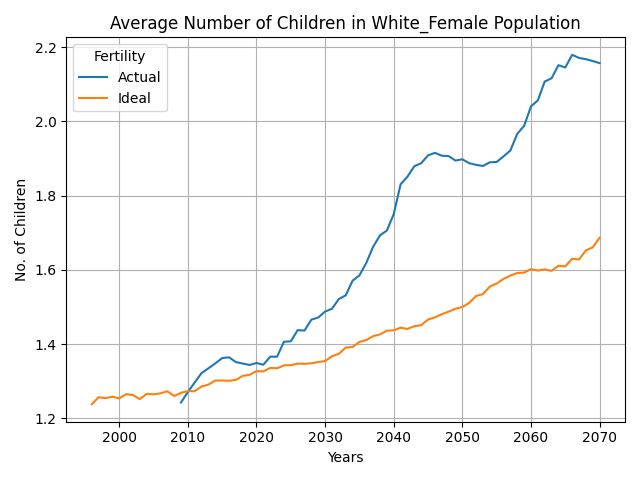 Average Number of Children in White_Female Population
Fertility
Actual
Ideal
2.2
2.0
1.8
1.6
1.4
1.2
No. of Children
2000 2010 2020 2030 2040 2050 2060 2070
Years